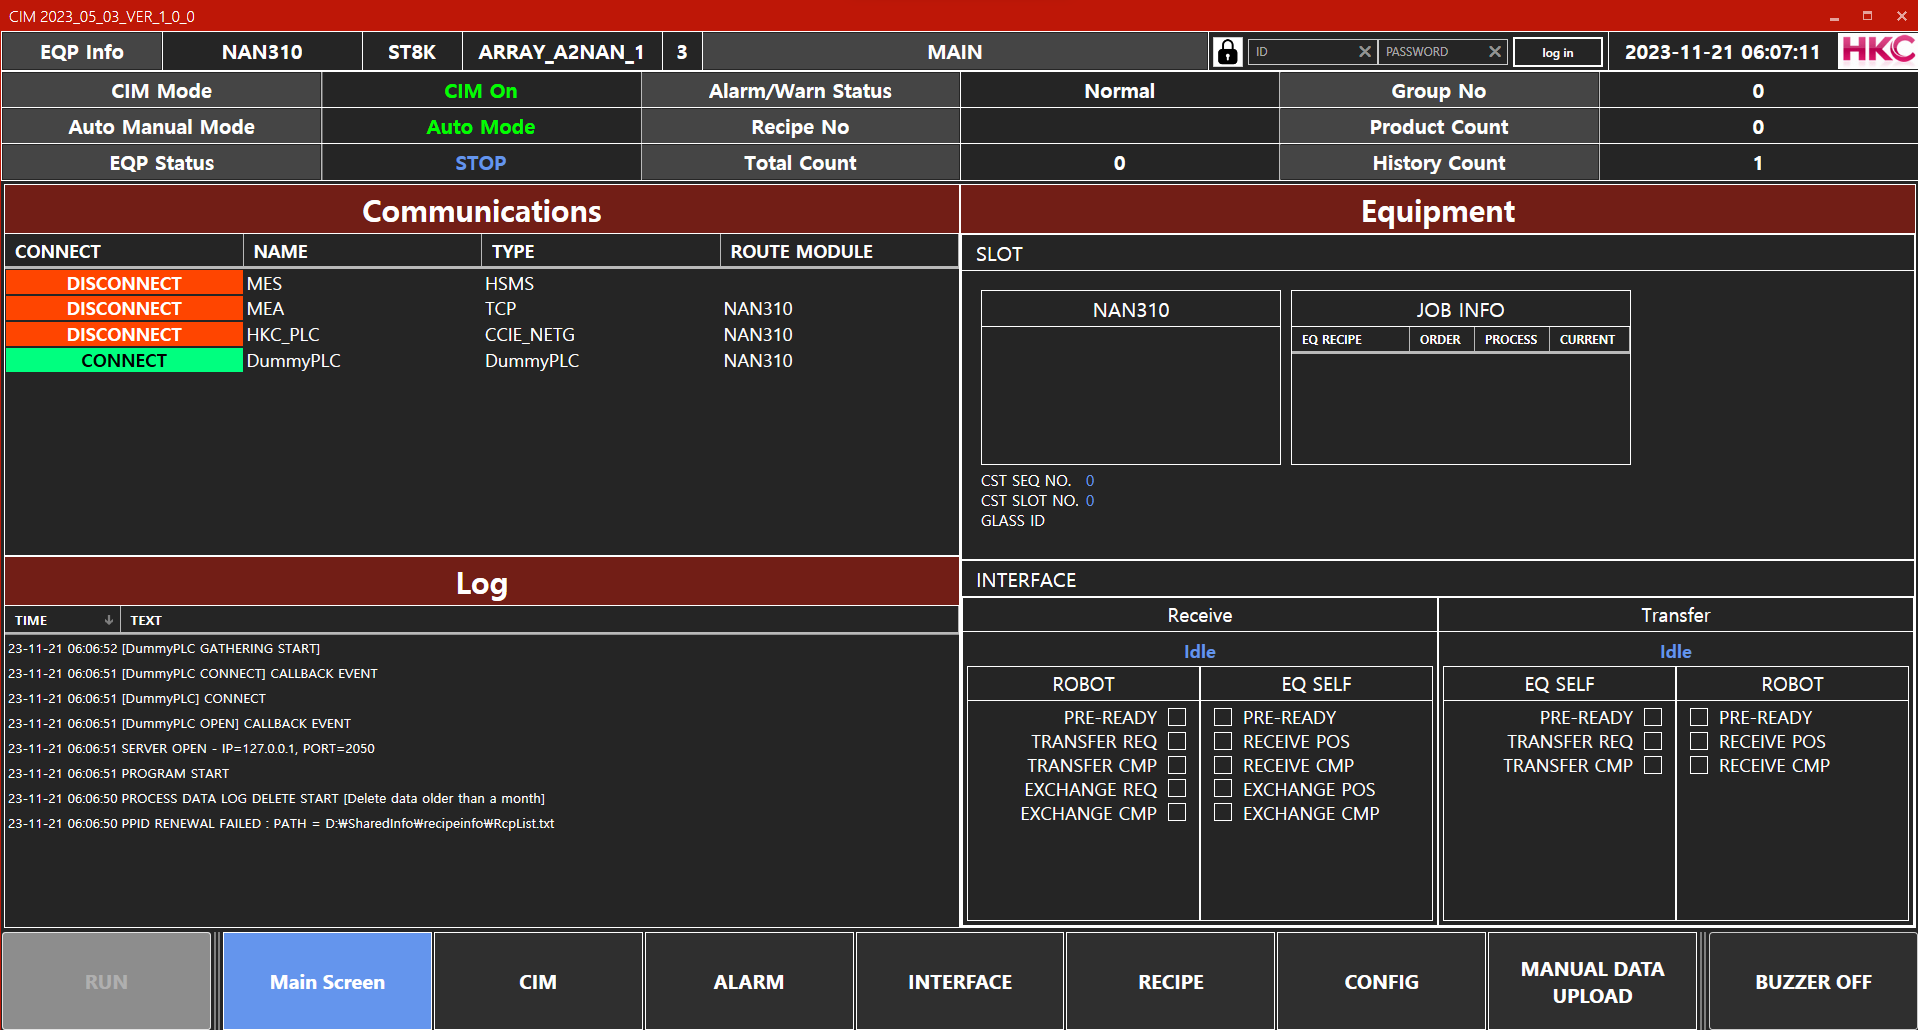 CIM 2023_05_03_VER_1_0_0
EQP Info NAN310 ST8K ARRAY_A2NAN_1 3 MAIN ID PASSWORD log in 2023-11-21 06:07:11 HKC
CIM Mode CIM On Alarm/Warn Status Normal Group No 0
Auto Manual Mode Auto Mode Recipe No Product Count 0
EQP Status STOP Total Count 0 History Count 1
Communications
CONNECT NAME TYPE ROUTE MODULE
DISCONNECT MES HSMS
DISCONNECT MEA TCP NAN310
DISCONNECT HKC_PLC CCIE_NETG NAN310
CONNECT DummyPLC DummyPLC NAN310
Log
TIME TEXT
23-11-21 06:06:52 [DummyPLC GATHERING START]
23-11-21 06:06:51 [DummyPLC CONNECT] CALLBACK EVENT
23-11-21 06:06:51 [DummyPLC] CONNECT
23-11-21 06:06:51 [DummyPLC OPEN] CALLBACK EVENT
23-11-21 06:06:51 SERVER OPEN - IP=127.0.0.1, PORT=2050
23-11-21 06:06:51 PROGRAM START
23-11-21 06:06:50 PROCESS DATA LOG DELETE START [Delete data older than a month]
23-11-21 06:06:50 PPID RENEWAL FAILED : PATH = D:₩SharedInfo₩recipeinfo₩RcpList.txt
Equipment
SLOT
NAN310
JOB INFO
EQ RECIPE ORDER PROCESS CURRENT
CST SEQ NO. 0
CST SLOT NO. 0
GLASS ID
INTERFACE
Receive
Idle
ROBOT EQ SELF
PRE-READY PRE-READY
TRANSFER REQ RECEIVE POS
TRANSFER CMP RECEIVE CMP
EXCHANGE REQ EXCHANGE POS
EXCHANGE CMP EXCHANGE CMP
Transfer
Idle
EQ SELF ROBOT
PRE-READY PRE-READY
TRANSFER REQ RECEIVE POS
TRANSFER CMP RECEIVE CMP
RUN
Main Screen
CIM
ALARM
INTERFACE
RECIPE
CONFIG
MANUAL DATA
UPLOAD
BUZZER OFF